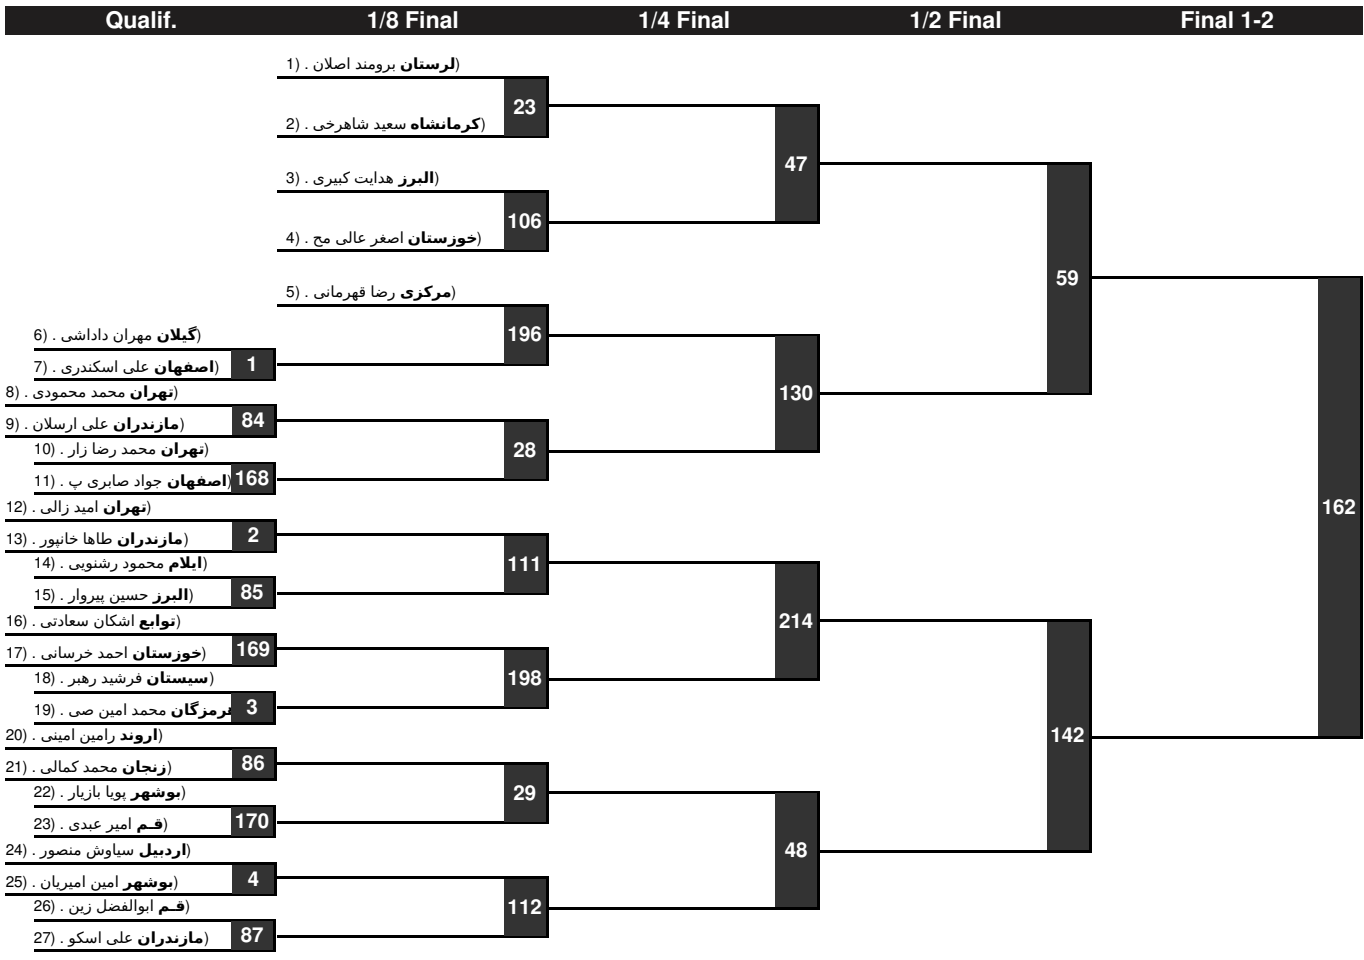 Qualif. 1/8 Final 1/4 Final 1/2 Final Final 1-2
1) . برومند اصلان لرستان)
23
2) . سعید شاهرخی کرمانشاه)
47
3) . هدایت کبیری البرز)
106
4) . اصغر عالی مح خوزستان)
59
5) . رضا قهرمانی مرکزی)
196
6) . مهران داداشی گیلان)
7) . علی اسکندری اصفهان)
1
130
8) . محمد محمودی تهران)
9) . علی ارسلان مازندران)
84
28
10) . محمد رضا زار تهران)
11) . جواد صابری پ اصفهان)
168
162
12) . امید زالی تهران)
13) . طاها خانپور مازندران)
2
111
14) . محمود رشنویی ایلام)
15) . حسین پیروار البرز)
85
214
16) . اشکان سعادتی توابع)
17) . احمد خرسانی خوزستان)
169
198
18) . فرشید رهبر سیستان)
19) . محمد امین صی هرمزگان
3
142
20) . رامین امینی اروند)
21) . محمد کمالی زنجان)
86
29
22) . پویا بازیار بوشهر)
23) . امیر عبدی قـم)
170
48
24) . سیاوش منصور اردبیل)
25) . امین امیریان بوشهر)
4
112
26) . ابوالفضل زین قـم)
27) . علی اسکو مازندران)
87